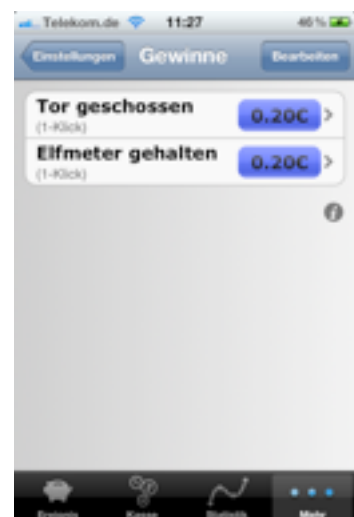 Telekom.de 11:27 46 %
Einstellungen Gewinne Bearbeiten
Tor geschossen
(1-Klick)
0.20€
Elfmeter gehalten
(1-Klick)
0.20€
Ereignis Kasse Statistik Mehr